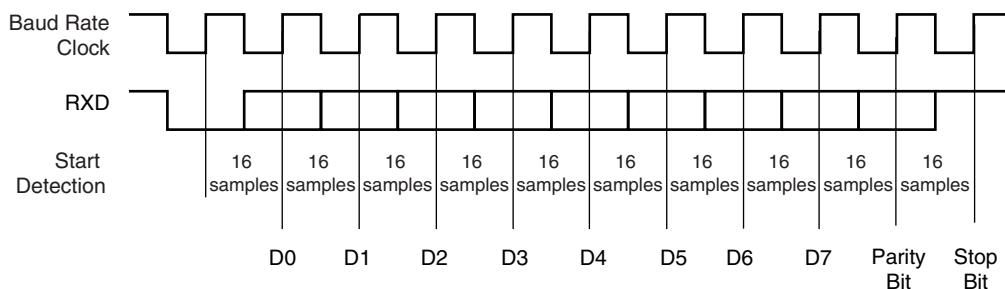 Baud Rate
Clock
RXD
Start
Detection
16 16 16 16 16 16 16 16 16 16
samples samples samples samples samples samples samples samples samples samples
D0 D1 D2 D3 D4 D5 D6 D7 Parity Stop
Bit Bit